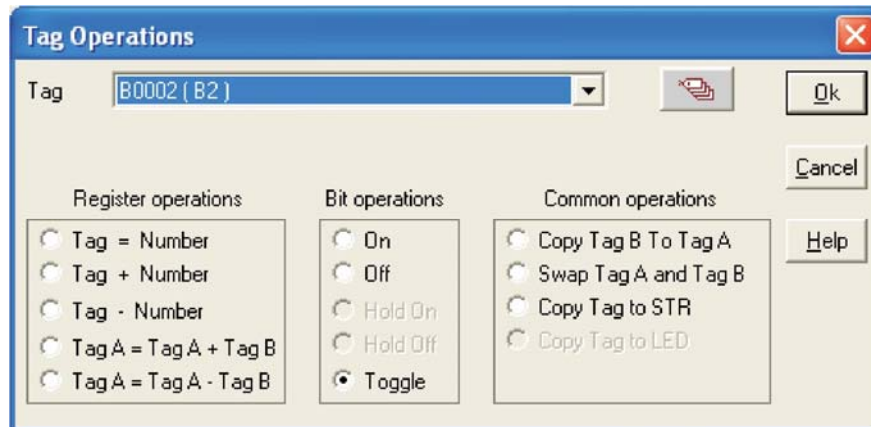 Tag Operations
Tag
B0002 ( B2 )
Ok
Cancel
Help
Register operations
Tag = Number
Tag + Number
Tag - Number
Tag A = Tag A + Tag B
Tag A = Tag A - Tag B
Bit operations
On
Off
Hold On
Hold Off
Toggle
Common operations
Copy Tag B To Tag A
Swap Tag A and Tag B
Copy Tag to STR
Copy Tag to LED